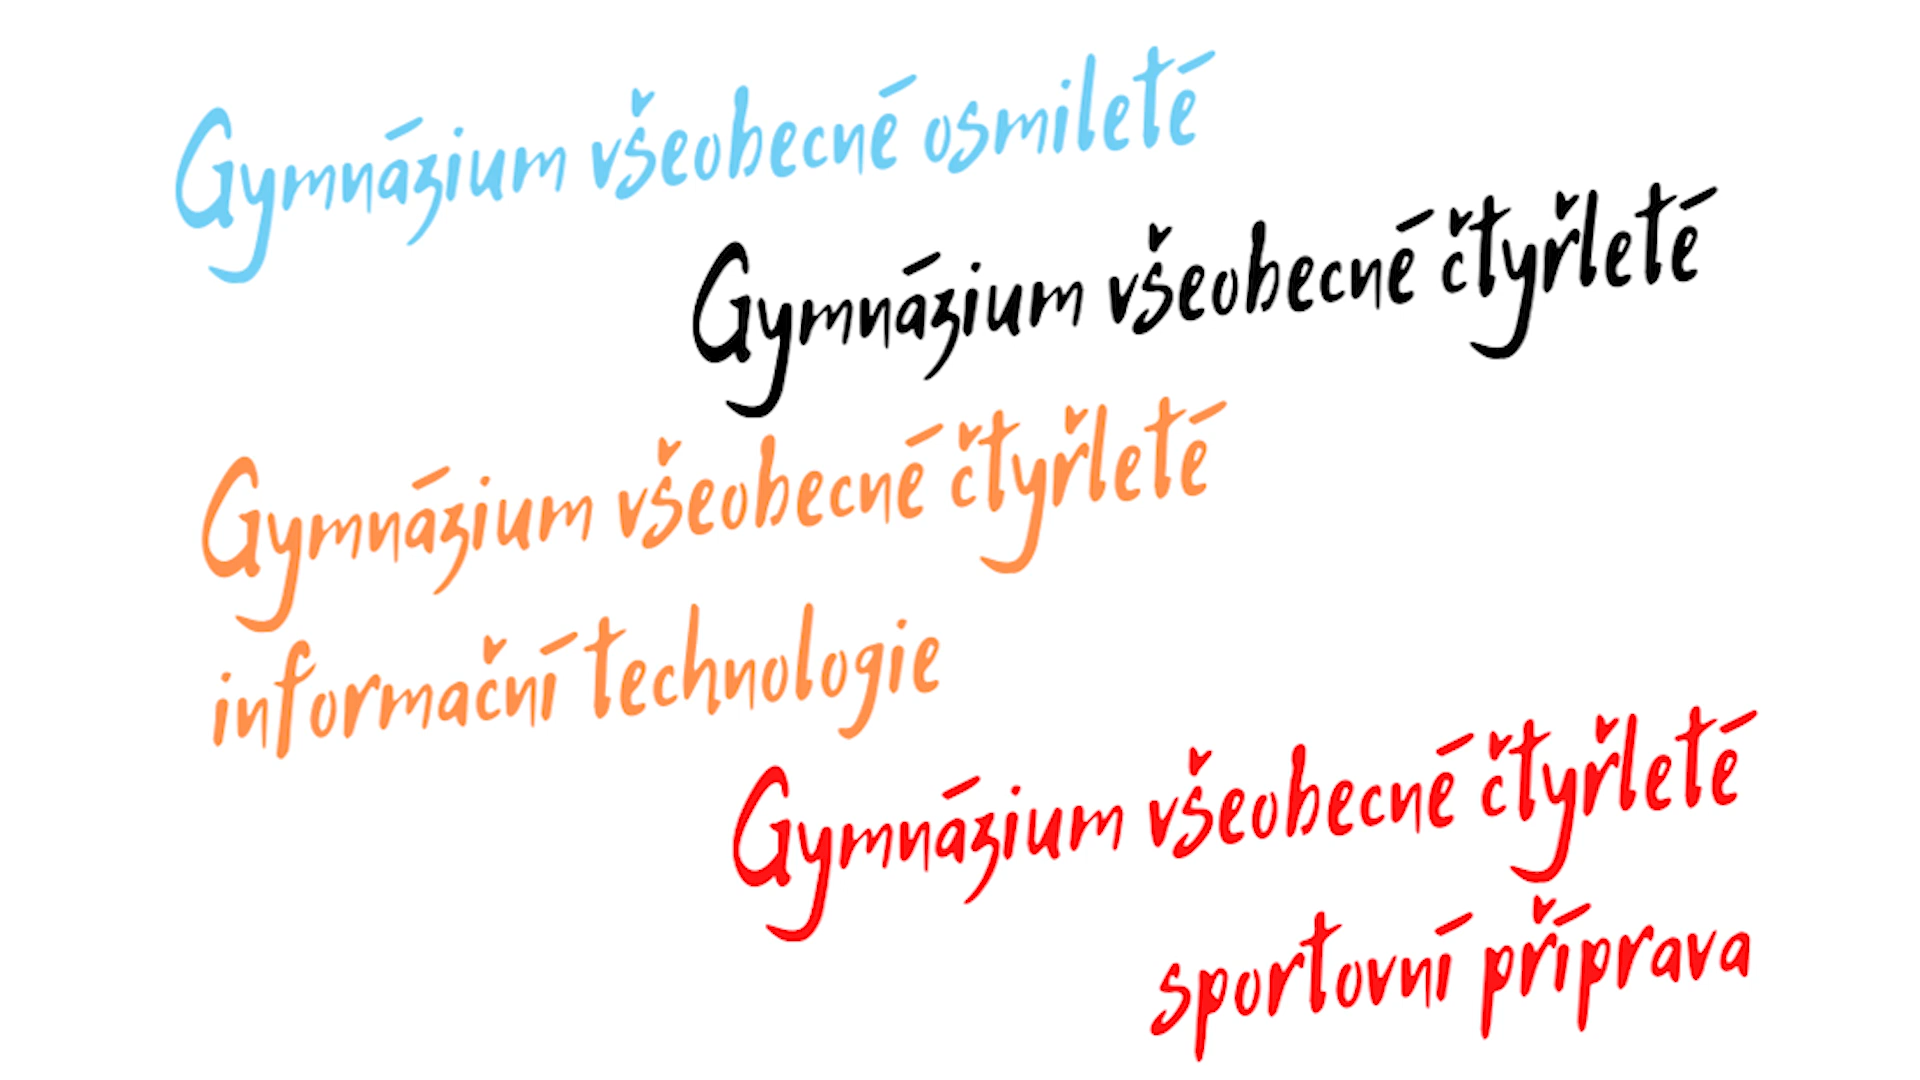 Gymnázium všeobecné osmileté
Gymnázium všeobecné čtyřleté
Gymnázium všeobecné čtyřleté
informační technologie
Gymnázium všeobecné čtyřleté
sportovní příprava